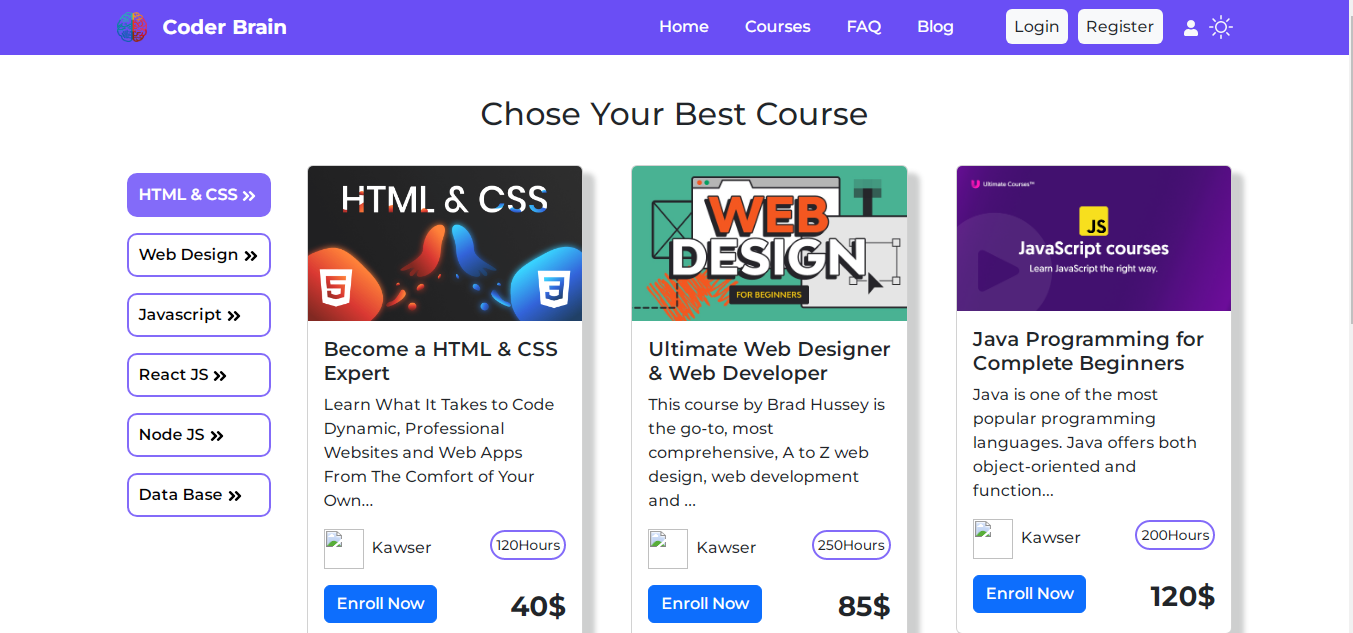 Coder Brain
Home Courses FAQ Blog Login Register
Chose Your Best Course
HTML & CSS »
Web Design »
Javascript »
React JS »
Node JS »
Data Base »
HTML & CSS
5
3
Become a HTML & CSS
Expert
Learn What It Takes to Code
Dynamic, Professional
Websites and Web Apps
From The Comfort of Your
Own...
Kawser 120Hours
Enroll Now 40$
WEB
DESIGN
FOR BEGINNERS
Ultimate Web Designer
& Web Developer
This course by Brad Hussey is
the go-to, most
comprehensive, A to Z web
design, web development
and ...
Kawser 250Hours
Enroll Now 85$
Ultimate Courses™
JS
JavaScript courses
Learn JavaScript the right way.
Java Programming for
Complete Beginners
Java is one of the most
popular programming
languages. Java offers both
object-oriented and
function...
Kawser 200Hours
Enroll Now 120$